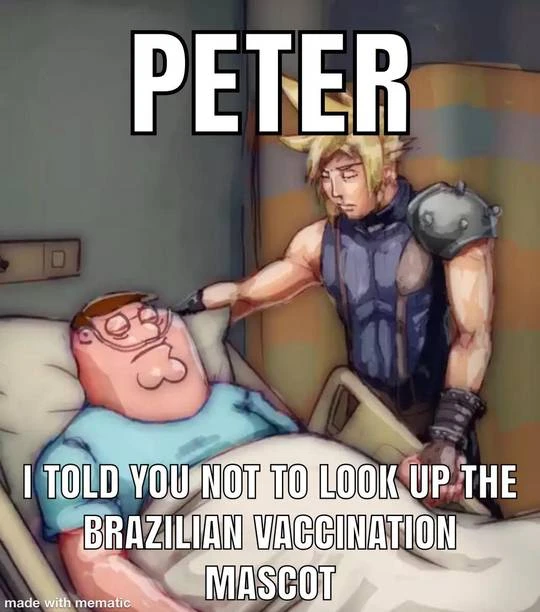 PETER
I TOLD YOU NOT TO LOOK UP THE
BRAZILIAN VACCINATION
MASCOT
made with mematic